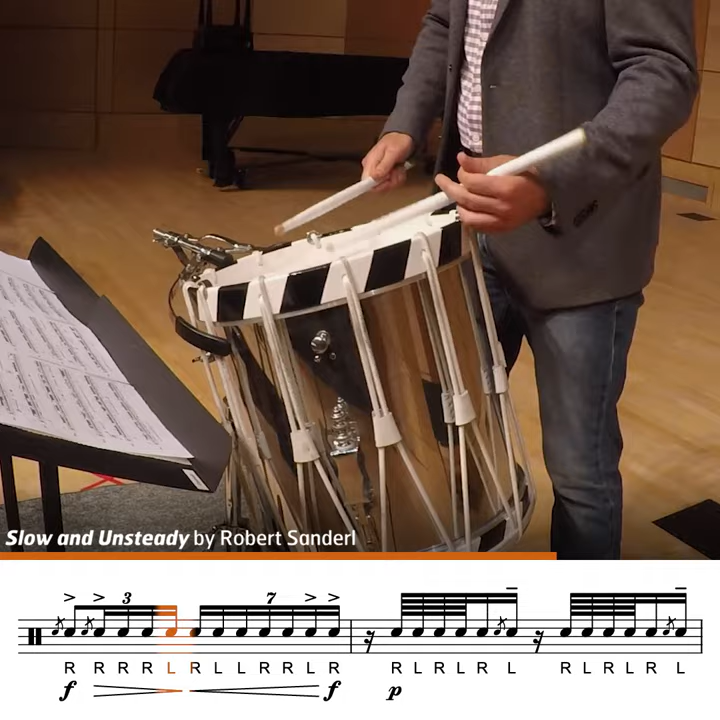 Slow and Unsteady by Robert Sanderl
3 7
R R R R L R L L R R L R R L R L R L R L R L R L
f f p